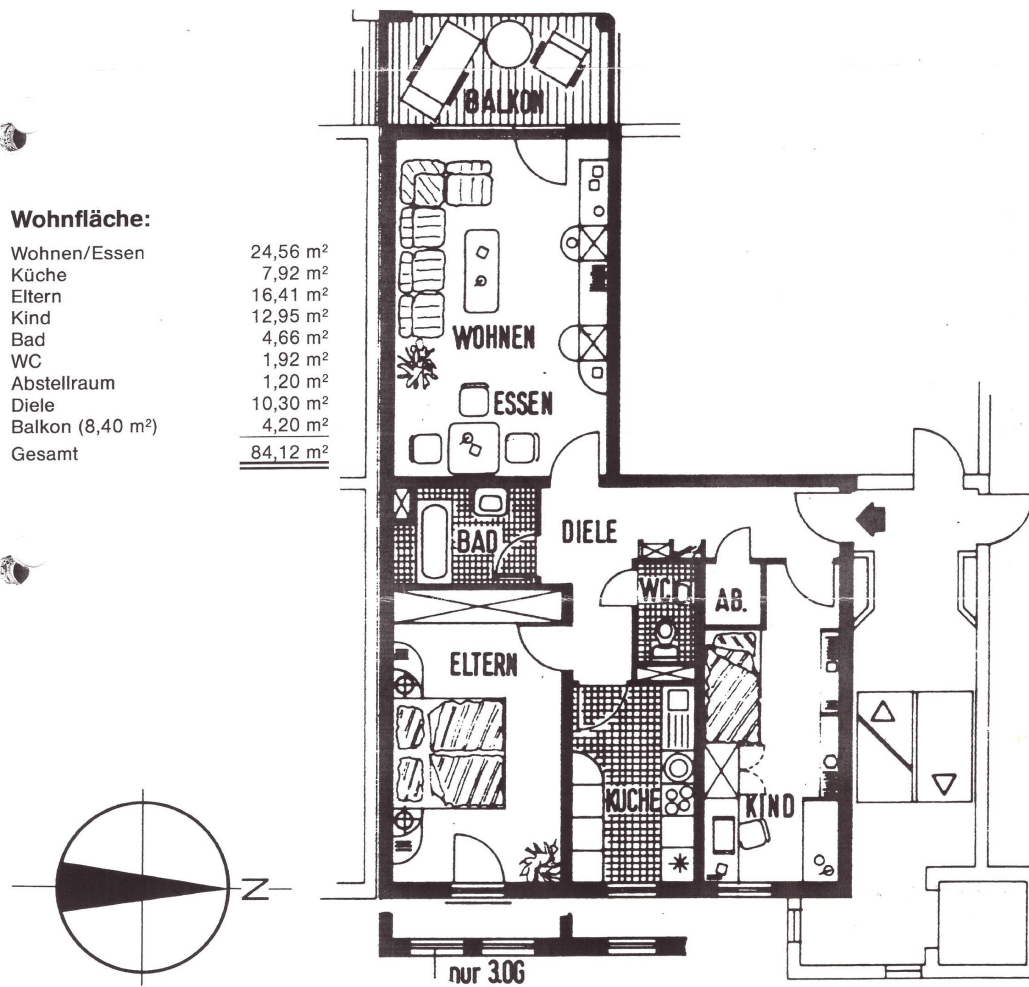 BALKON
Wohnfläche:
Wohnen/Essen 24,56 m²
Küche 7,92 m²
Eltern 16,41 m²
Kind 12,95 m²
Bad 4,66 m²
WC 1,92 m²
Abstellraum 1,20 m²
Diele 10,30 m²
Balkon (8,40 m²) 4,20 m²
Gesamt 84,12 m²
WOHNEN
ESSEN
BAD
DIELE
WC
AB.
ELTERN
KÜCHE
KIND
N
nur 3.OG